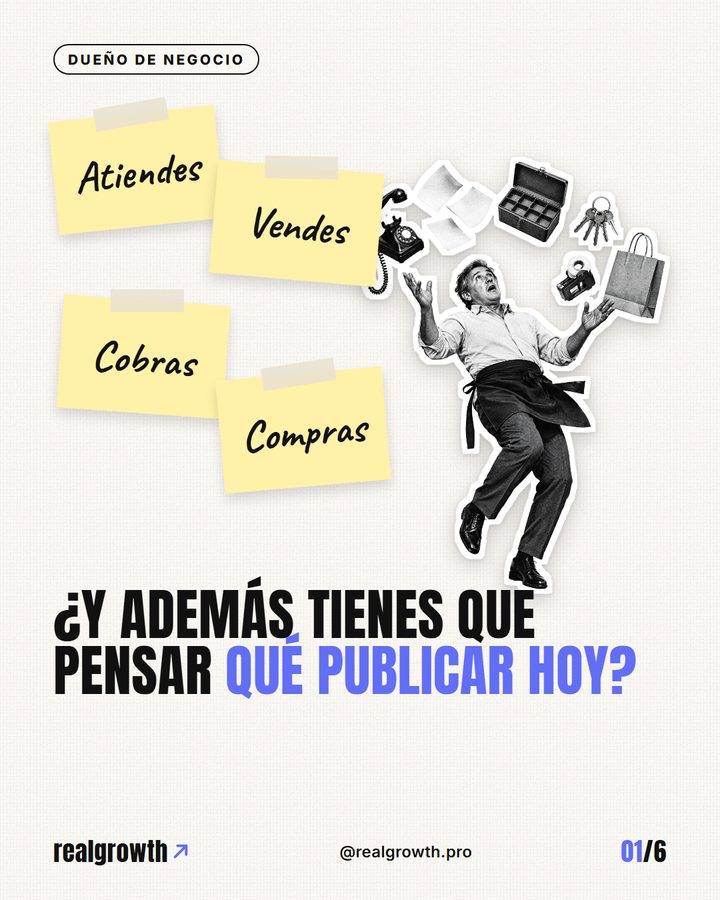 DUEÑO DE NEGOCIO
Atiendes
Vendes
Cobras
Compras
¿Y ADEMÁS TIENES QUE
PENSAR QUÉ PUBLICAR HOY?
realgrowth↗
@realgrowth.pro
01/6